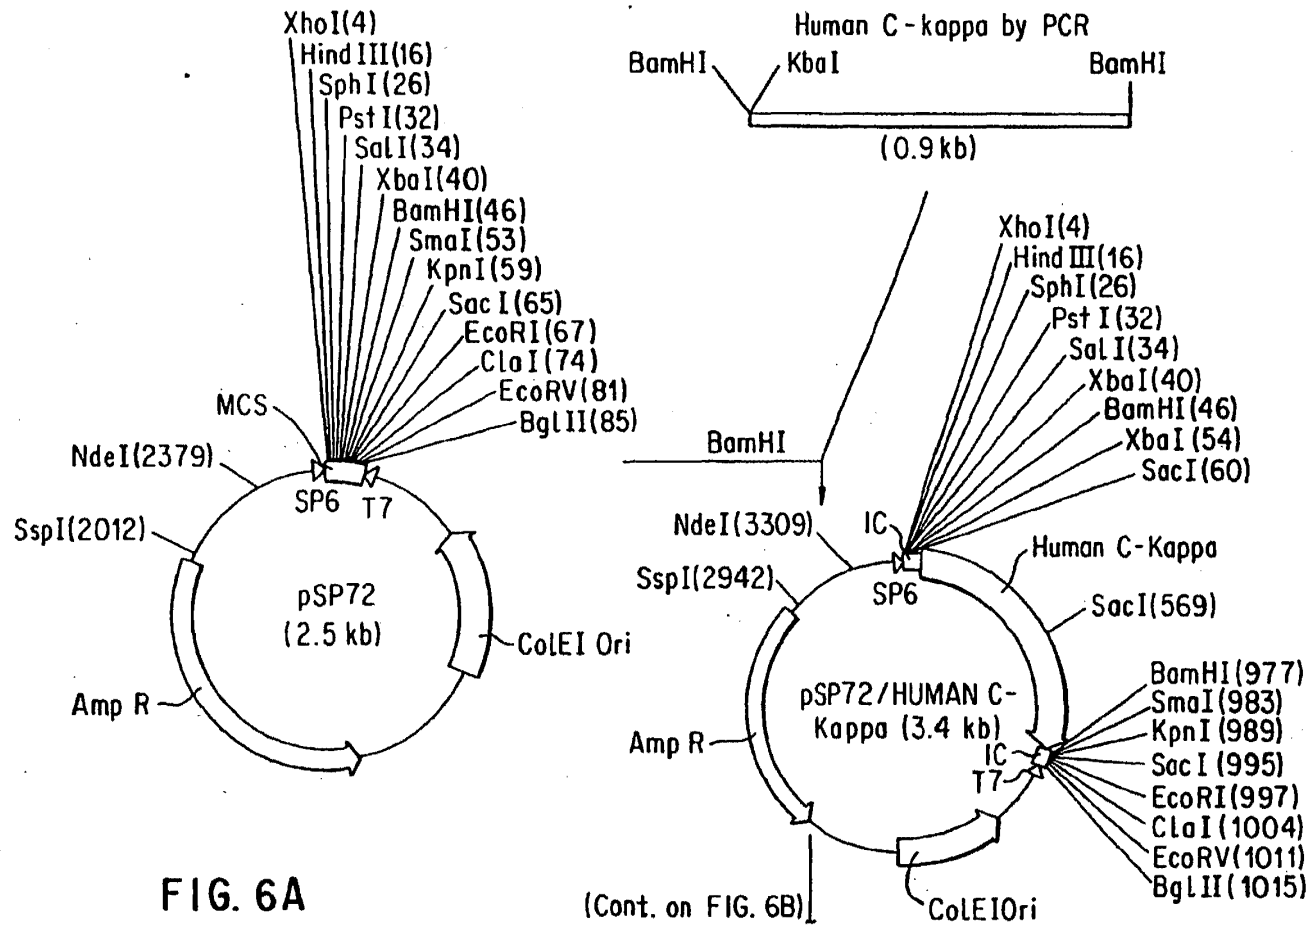 XhoI(4)
Hind III(16)
SphI(26)
PstI(32)
SalI(34)
XbaI(40)
BamHI(46)
SmaI(53)
KpnI(59)
SacI(65)
EcoRI(67)
ClaI(74)
EcoRV(81)
BglII(85)
MCS
NdeI(2379)
SP6
T7
SspI(2012)
pSP72
(2.5 kb)
ColEI Ori
Amp R
FIG. 6A
Human C-kappa by PCR
BamHI
KbaI
BamHI
(0.9kb)
BamHI
XhoI(4)
Hind III(16)
SphI(26)
PstI(32)
SalI(34)
XbaI(40)
BamHI(46)
XbaI(54)
SacI(60)
NdeI(3309)
IC
Human C-Kappa
SspI(2942)
SP6
SacI(569)
pSP72/HUMAN C-
Kappa (3.4 kb)
Amp R
IC
T7
BamHI(977)
SmaI(983)
KpnI(989)
SacI(995)
EcoRI(997)
ClaI(1004)
EcoRV(1011)
BglII(1015)
ColEIOri
(Cont. on FIG. 6B)